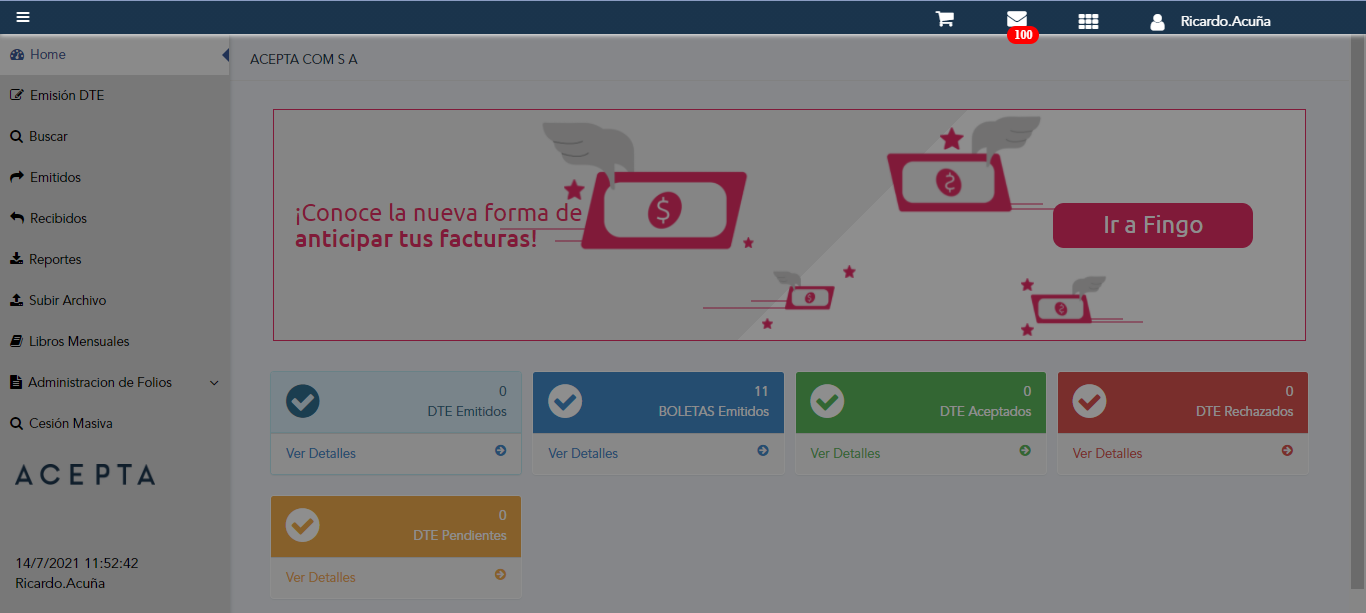 Ricardo.Acuña
100
Home
ACEPTA COM S A
Emisión DTE
Buscar
Emitidos
Recibidos
Reportes
Subir Archivo
Libros Mensuales
Administracion de Folios
Cesión Masiva
ACEPTA
14/7/2021 11:52:42
Ricardo.Acuña
¡Conoce la nueva forma de
anticipar tus facturas!
Ir a Fingo
0
DTE Emitidos
Ver Detalles
11
BOLETAS Emitidos
Ver Detalles
0
DTE Aceptados
Ver Detalles
0
DTE Rechazados
Ver Detalles
0
DTE Pendientes
Ver Detalles